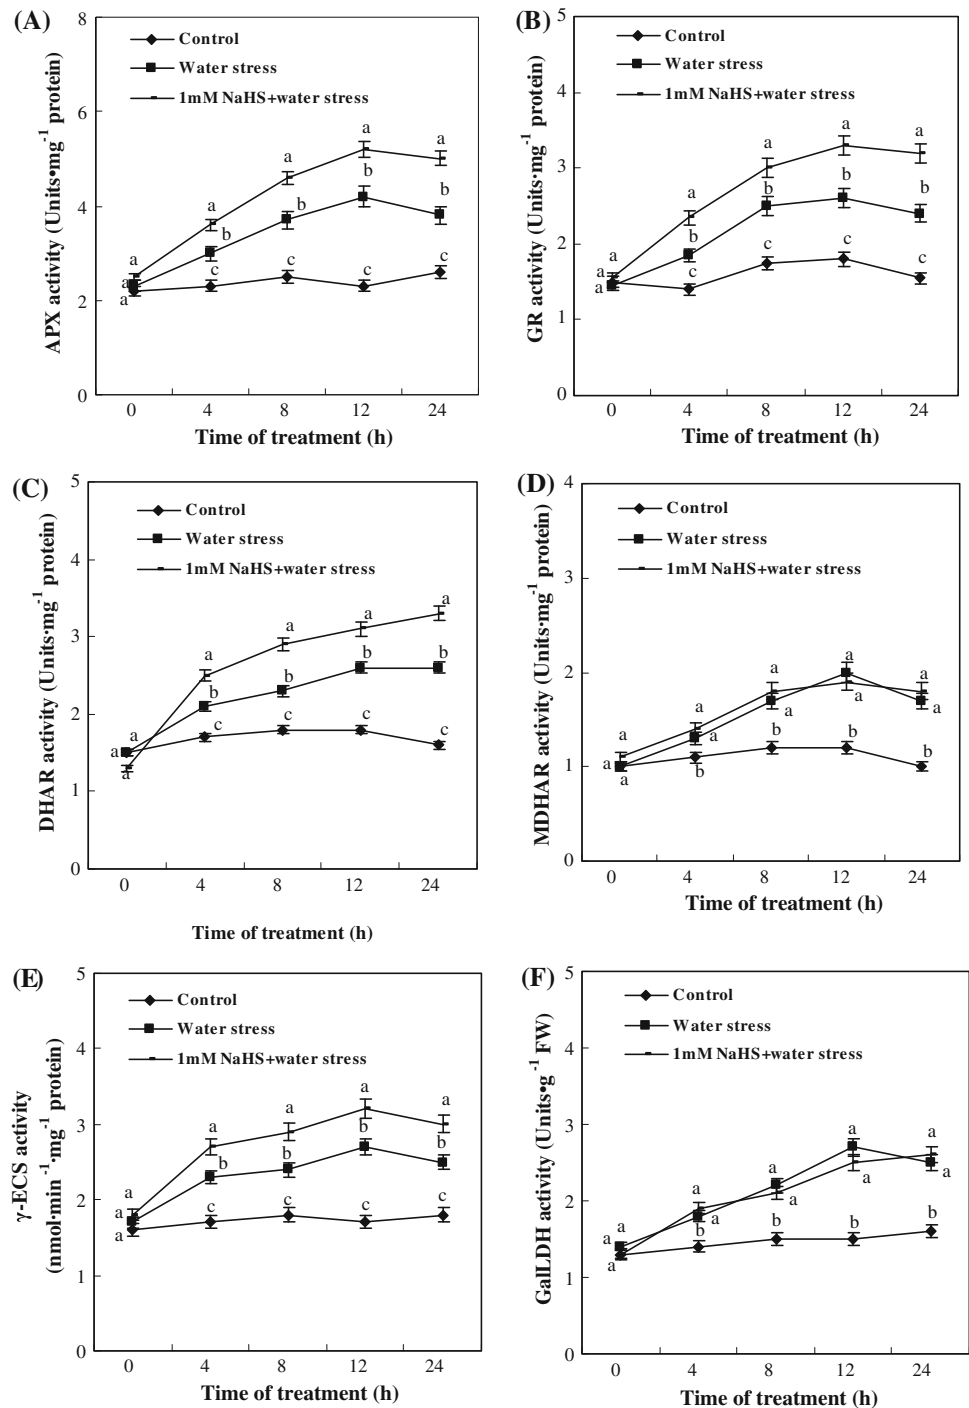 (A)
8
6
4
2
0
APX activity (Units•mg⁻¹ protein)
Control
Water stress
1mM NaHS+water stress
a a a a a
a b b b b
a c c c c
0 4 8 12 24
Time of treatment (h)
(B)
5
4
3
2
1
0
GR activity (Units•mg⁻¹ protein)
Control
Water stress
1mM NaHS+water stress
a a a a a
a b b b b
a c c c c
0 4 8 12 24
Time of treatment (h)
(C)
5
4
3
2
1
0
DHAR activity (Units·mg⁻¹ protein)
Control
Water stress
1mM NaHS+water stress
a a a a a
a b b b b
a c c c c
0 4 8 12 24
Time of treatment (h)
(D)
4
3
2
1
0
MDHAR activity (Units·mg⁻¹ protein)
Control
Water stress
1mM NaHS+water stress
a a a a a
a a a a
a b b b b
0 4 8 12 24
Time of treatment (h)
(E)
5
4
3
2
1
0
γ-ECS activity
(nmol·min⁻¹·mg⁻¹ protein)
Control
Water stress
1mM NaHS+water stress
a a a a a
a b b b b
a c c c c
0 4 8 12 24
Time of treatment (h)
(F)
5
4
3
2
1
0
GalLDH activity (Units•g⁻¹ FW)
Control
Water stress
1mM NaHS+water stress
a a a a a
a a a a a
a b b b b
0 4 8 12 24
Time of treatment (h)